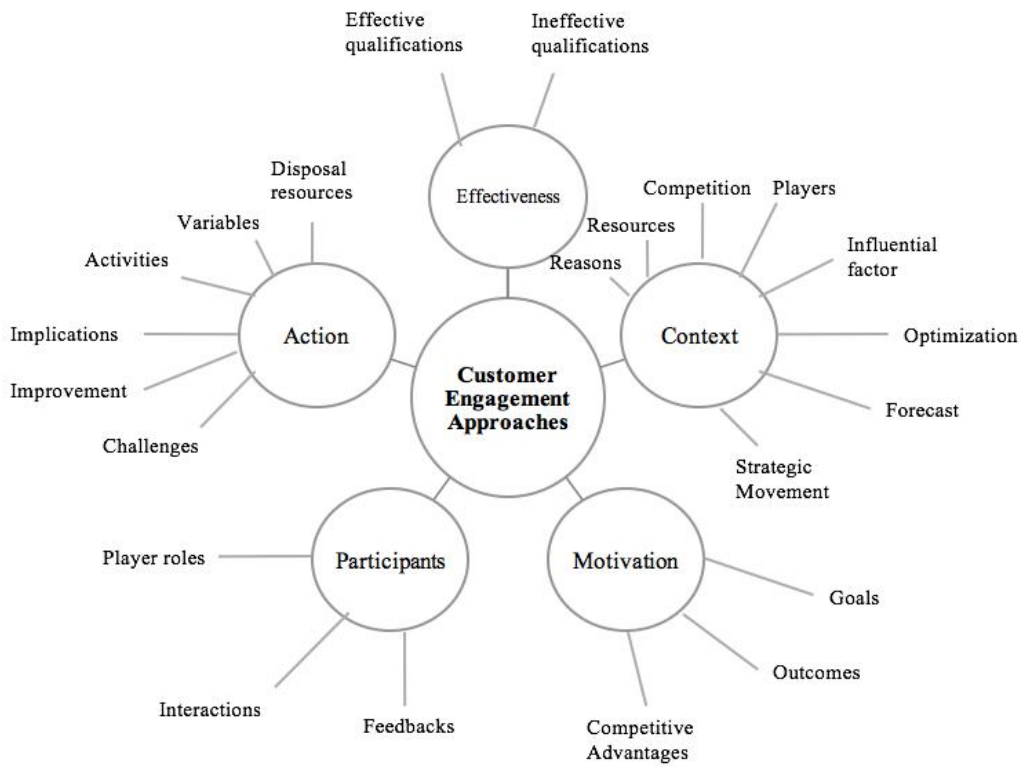 Effective
qualifications
Ineffective
qualifications
Effectiveness
Disposal
resources
Variables
Activities
Implications
Improvement
Challenges
Action
Competition
Players
Resources
Reasons
Influential
factor
Context
Optimization
Forecast
Strategic
Movement
Customer
Engagement
Approaches
Participants
Player roles
Interactions
Feedbacks
Motivation
Goals
Outcomes
Competitive
Advantages